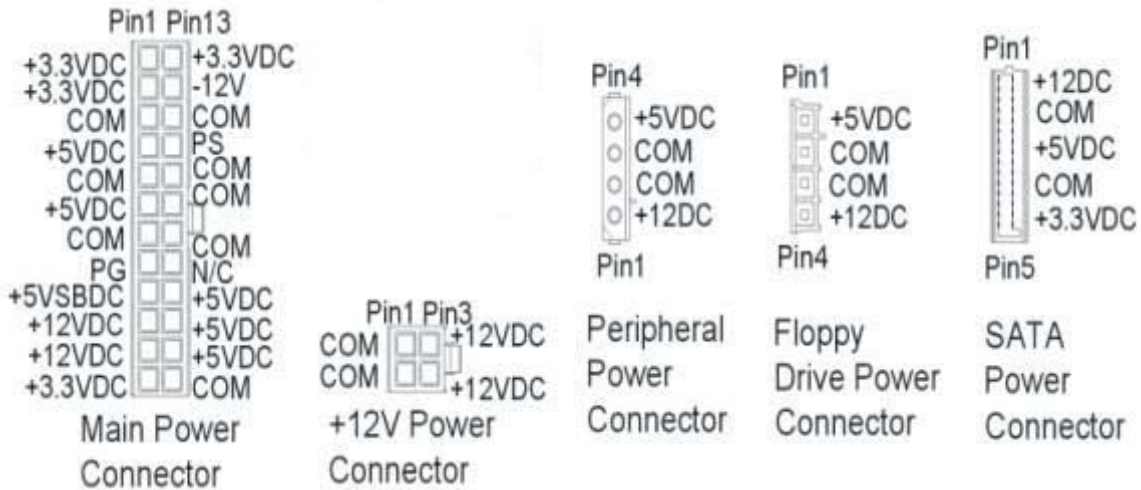 Pin1 Pin13
+3.3VDC +3.3VDC
+3.3VDC -12V
COM COM
+5VDC PS
COM COM
+5VDC COM
COM COM
PG N/C
+5VSBDC +5VDC
+12VDC +5VDC
+12VDC +5VDC
+3.3VDC COM
Main Power
Connector
Pin1 Pin3
COM +12VDC
COM +12VDC
+12V Power
Connector
Pin4
+5VDC
COM
COM
+12DC
Pin1
Peripheral
Power
Connector
Pin1
+5VDC
COM
COM
+12DC
Pin4
Floppy
Drive Power
Connector
Pin1
+12DC
COM
+5VDC
COM
+3.3VDC
Pin5
SATA
Power
Connector